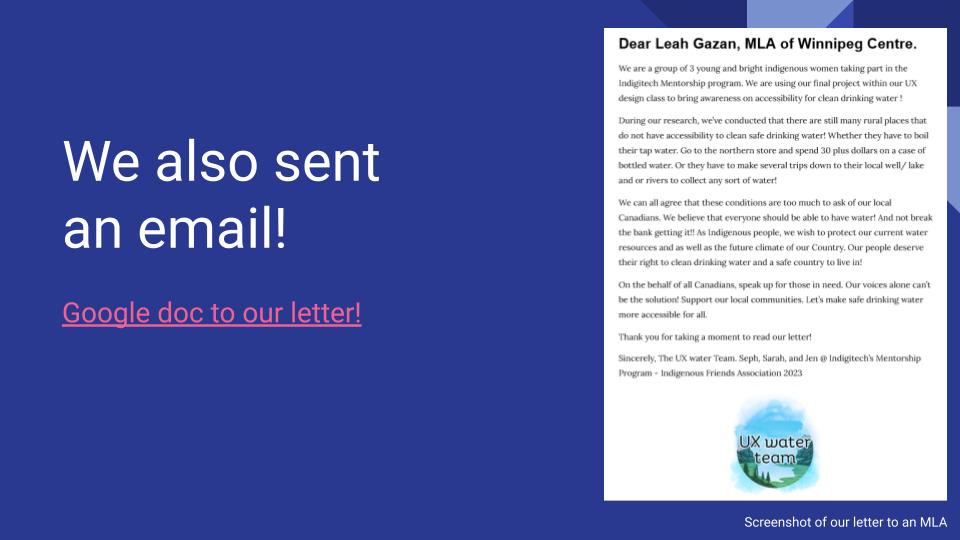 We also sent
an email!
Google doc to our letter!
Dear Leah Gazan, MLA of Winnipeg Centre.
We are a group of 3 young and bright indigenous women taking part in the
Indigitech Mentorship program. We are using our final project within our UX
design class to bring awareness on accessibility for clean drinking water !
During our research, we've conducted that there are still many rural places that
do not have accessibility to clean safe drinking water! Whether they have to boil
their tap water. Go to the northern store and spend 30 plus dollars on a case of
bottled water. Or they have to make several trips down to their local well/ lake
and or rivers to collect any sort of water!
We can all agree that these conditions are too much to ask of our local
Canadians. We believe that everyone should be able to have water! And not break
the bank getting it!! As Indigenous people, we wish to protect our current water
resources and as well as the future climate of our Country. Our people deserve
their right to clean drinking water and a safe country to live in!
On the behalf of all Canadians, speak up for those in need. Our voices alone can't
be the solution! Support our local communities. Let's make safe drinking water
more accessible for all.
Thank you for taking a moment to read our letter!
Sincerely, The UX water Team. Seph, Sarah, and Jen @ Indigitech's Mentorship
Program - Indigenous Friends Association 2023
UX water
team
Screenshot of our letter to an MLA